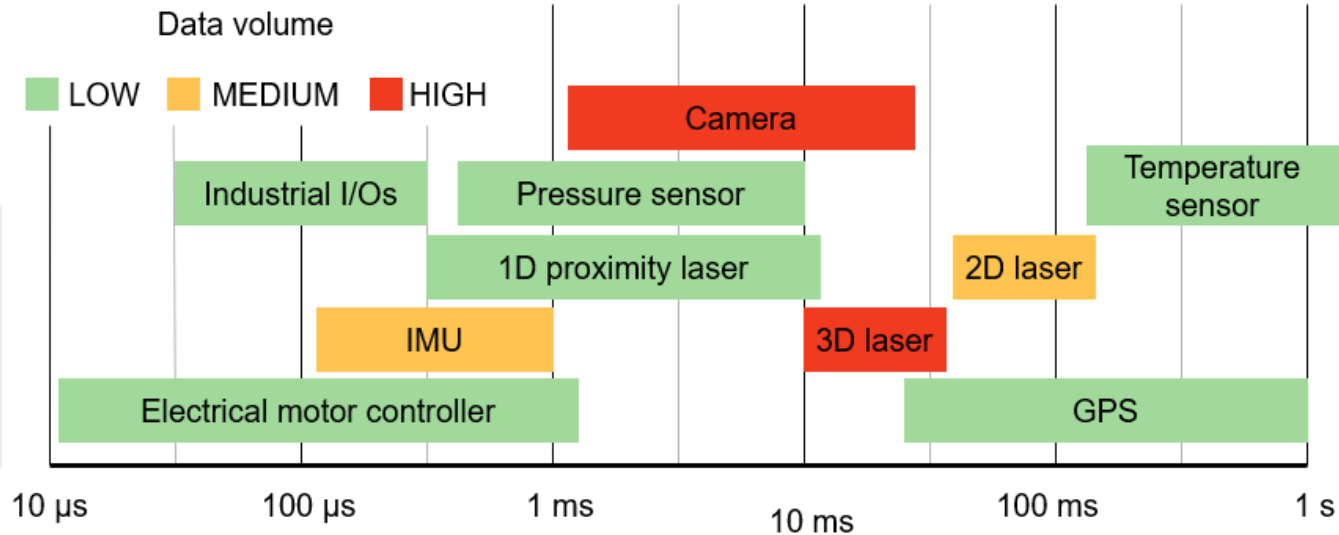 Data volume
LOW MEDIUM HIGH
Camera
Industrial I/Os Pressure sensor Temperature
sensor
1D proximity laser 2D laser
IMU 3D laser
Electrical motor controller GPS
10 µs 100 µs 1 ms 10 ms 100 ms 1 s